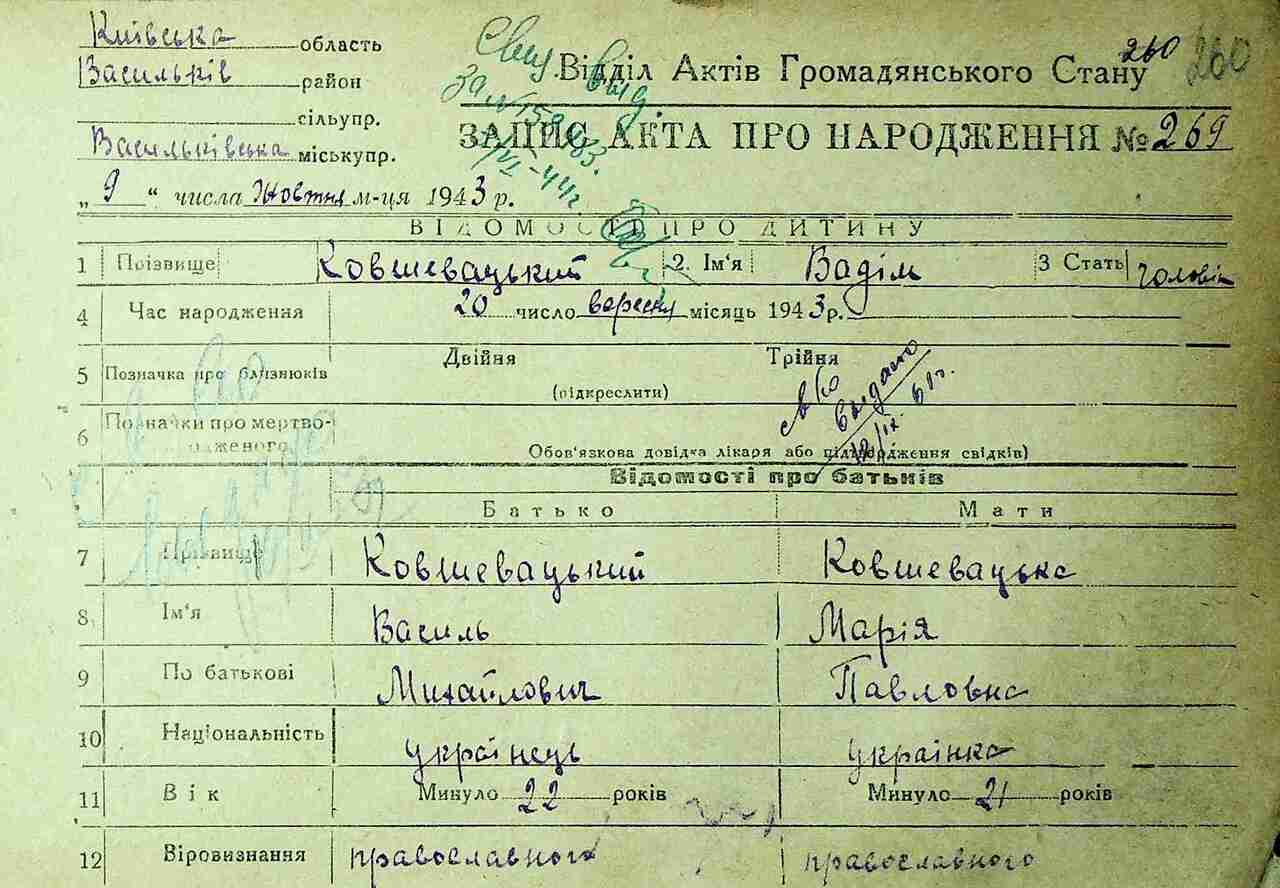 Київська область
Васильків район
сільупр.
Васильківська міськупр.
„ 9 “ числа Жовтня м-ця 1943 р.
260 260
Відділ Актів Громадянського Стану
ЗАПИС АКТА ПРО НАРОДЖЕННЯ № 269
ВІДОМОСТІ ПРО ДИТИНУ
1 Прізвище Ковшевацький 2. Ім'я Вадім 3 Стать чоловік
4 Час народження 20 число вересня місяць 1943 р.
5 Позначка про близнюків Двійня Трійня
(підкреслити)
6 Позначки про мертвонародженого
Обов'язкова довідка лікаря або підтвердження свідків)
Выдано
Відомості про батьків
Батько Мати
7 Прізвище Ковшевацький Ковшевацька
8 Ім'я Василь Марія
9 По батькові Михайлович Павловна
10 Національність українець українка
11 Вік Минуло 22 років Минуло 21 років
12 Віровизнання православного православного